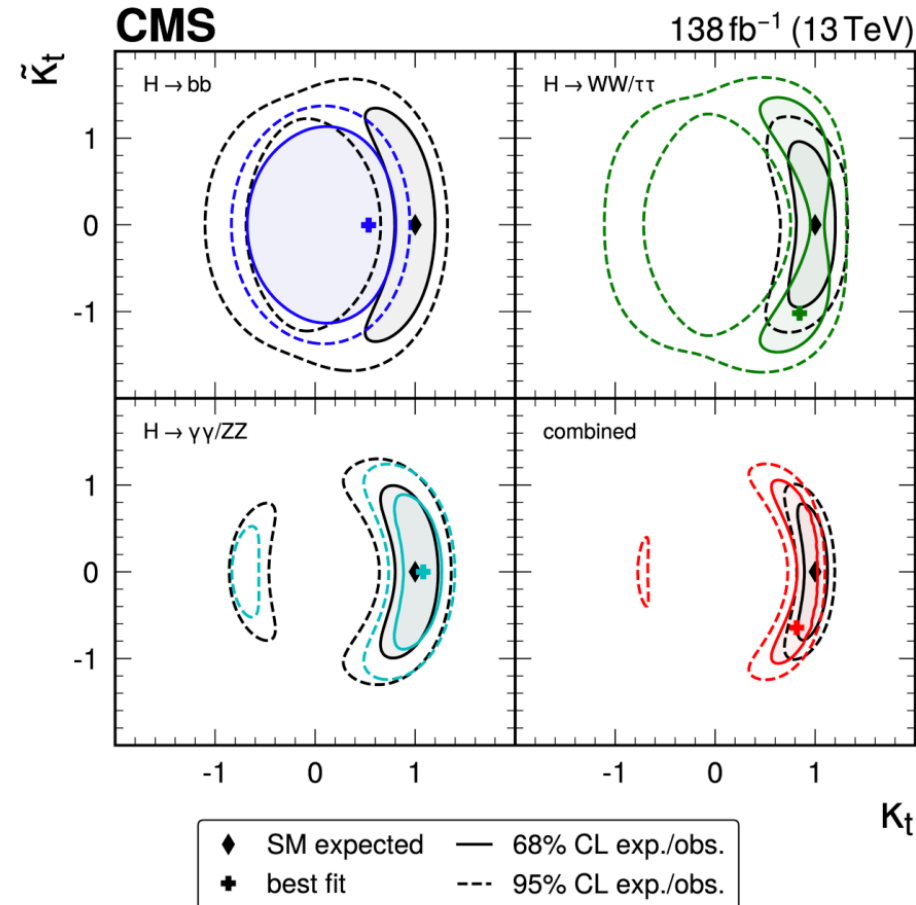 CMS 138 fb⁻¹ (13 TeV)
κ̃t
H → bb
H → WW/ττ
1
0
-1
H → γγ/ZZ
combined
1
0
-1
-1 0 1 -1 0 1
κt
SM expected 68% CL exp./obs.
best fit 95% CL exp./obs.